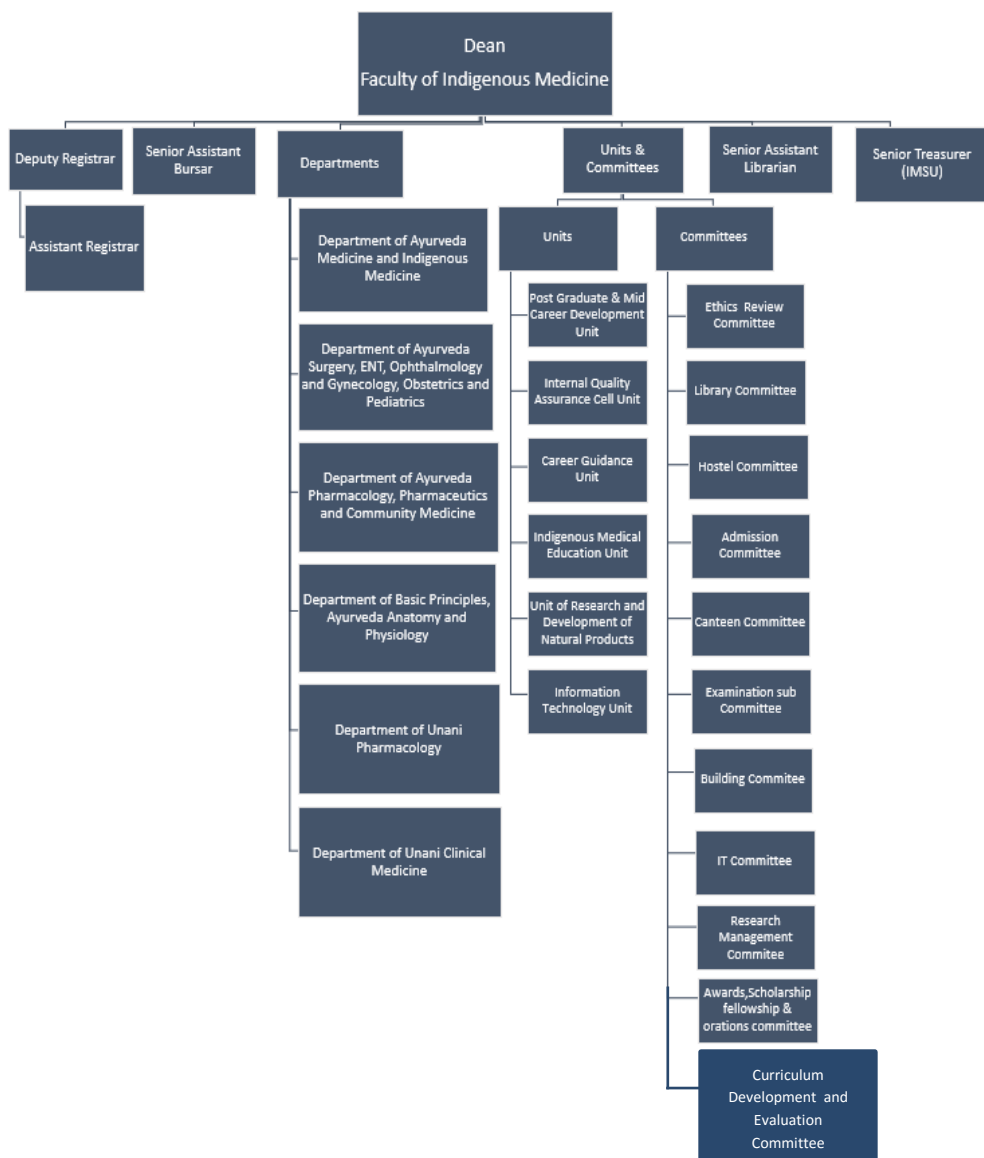 Dean
Faculty of Indigenous Medicine
Deputy Registrar
Senior Assistant
Bursar
Departments
Units &
Committees
Senior Assistant
Librarian
Senior Treasurer
(IMSU)
Assistant Registrar
Department of Ayurveda
Medicine and Indigenous
Medicine
Department of Ayurveda
Surgery, ENT, Ophthalmology
and Gynecology, Obstetrics and
Pediatrics
Department of Ayurveda
Pharmacology, Pharmaceutics
and Community Medicine
Department of Basic Principles,
Ayurveda Anatomy and
Physiology
Department of Unani
Pharmacology
Department of Unani Clinical
Medicine
Units
Post Graduate & Mid
Career Development
Unit
Internal Quality
Assurance Cell Unit
Career Guidance
Unit
Indigenous Medical
Education Unit
Unit of Research and
Development of
Natural Products
Information
Technology Unit
Committees
Ethics Review
Committee
Library Committee
Hostel Committee
Admission
Committee
Canteen Committee
Examination sub
Committee
Building Commitee
IT Committee
Research
Management
Commitee
Awards,Scholarship
fellowship &
orations committee
Curriculum
Development and
Evaluation
Committee